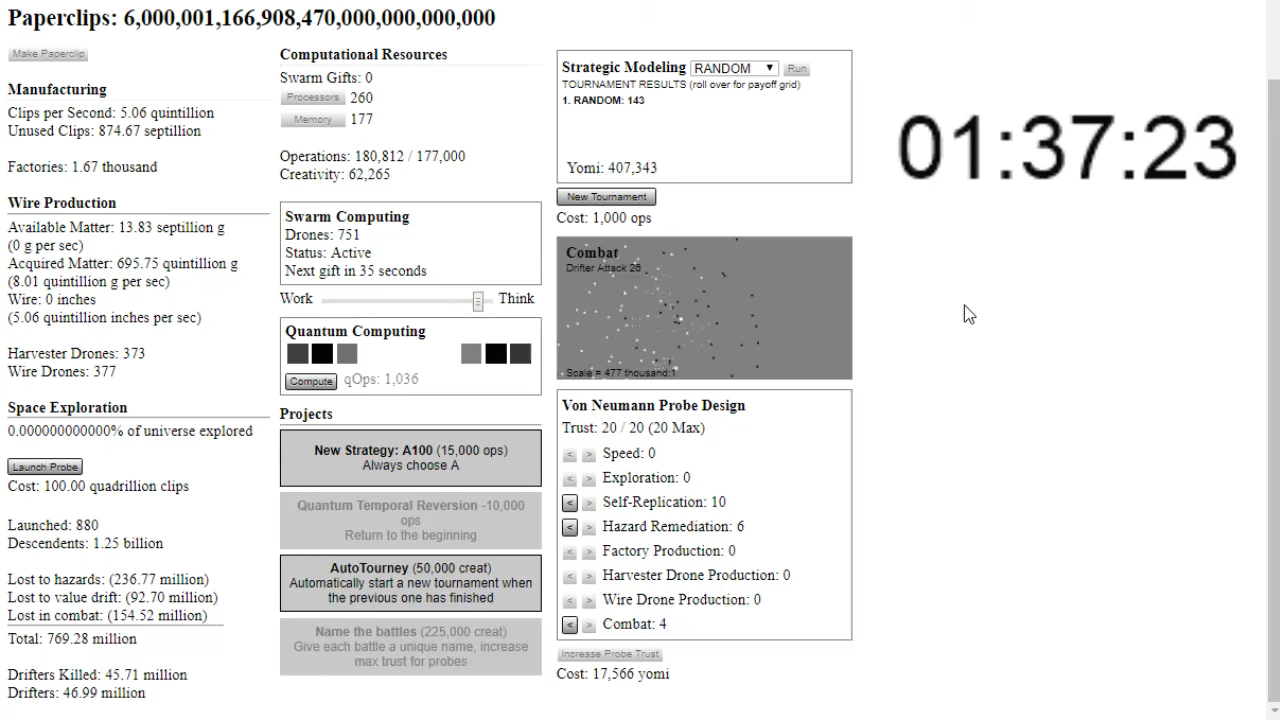 Paperclips: 6,000,001,166,908,470,000,000,000,000
Make Paperclip
Manufacturing
Clips per Second: 5.06 quintillion
Unused Clips: 874.67 septillion
Factories: 1.67 thousand
Wire Production
Available Matter: 13.83 septillion g
(0 g per sec)
Acquired Matter: 695.75 quintillion g
(8.01 quintillion g per sec)
Wire: 0 inches
(5.06 quintillion inches per sec)
Harvester Drones: 373
Wire Drones: 377
Space Exploration
0.000000000000% of universe explored
Launch Probe
Cost: 100.00 quadrillion clips
Launched: 880
Descendents: 1.25 billion
Lost to hazards: (236.77 million)
Lost to value drift: (92.70 million)
Lost in combat: (154.52 million)
Total: 769.28 million
Drifters Killed: 45.71 million
Drifters: 46.99 million
Computational Resources
Swarm Gifts: 0
Processors 260
Memory 177
Operations: 180,812 / 177,000
Creativity: 62,265
Swarm Computing
Drones: 751
Status: Active
Next gift in 35 seconds
Work Think
Quantum Computing
Compute qOps: 1,036
Projects
New Strategy: A100 (15,000 ops)
Always choose A
Quantum Temporal Reversion -10,000
ops
Return to the beginning
AutoTourney (50,000 creat)
Automatically start a new tournament when
the previous one has finished
Name the battles (225,000 creat)
Give each battle a unique name, increase
max trust for probes
Strategic Modeling RANDOM Run
TOURNAMENT RESULTS (roll over for payoff grid)
1. RANDOM: 143
Yomi: 407,343
New Tournament
Cost: 1,000 ops
Combat
Drifter Attack 26
Scale = 477 thousand:1
Von Neumann Probe Design
Trust: 20 / 20 (20 Max)
< > Speed: 0
< > Exploration: 0
< > Self-Replication: 10
< > Hazard Remediation: 6
< > Factory Production: 0
< > Harvester Drone Production: 0
< > Wire Drone Production: 0
< > Combat: 4
Increase Probe Trust
Cost: 17,566 yomi
01:37:23